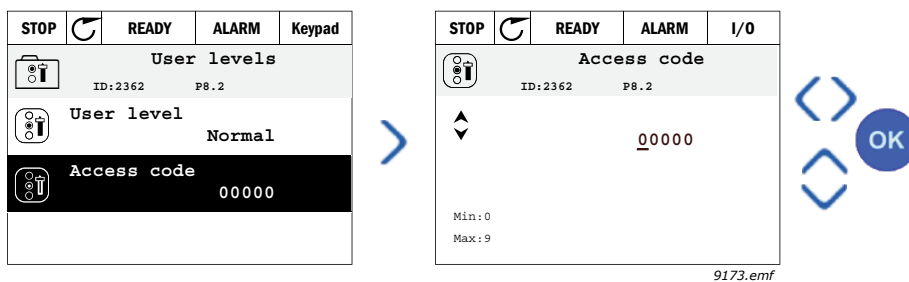 STOP READY ALARM Keypad
User levels
ID:2362 P8.2
User level
Normal
Access code
00000
STOP READY ALARM I/O
Access code
ID:2362 P8.2
00000
Min:0
Max:9
OK
9173.emf